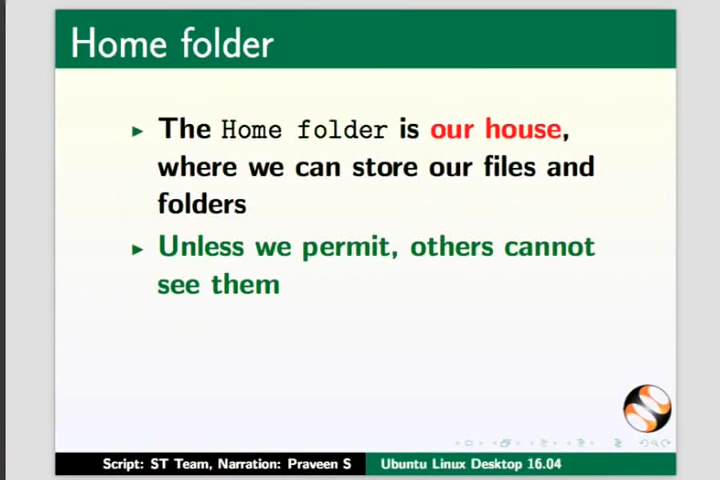 Home folder
The Home folder is our house,
where we can store our files and
folders
Unless we permit, others cannot
see them
Script: ST Team, Narration: Praveen S
Ubuntu Linux Desktop 16.04